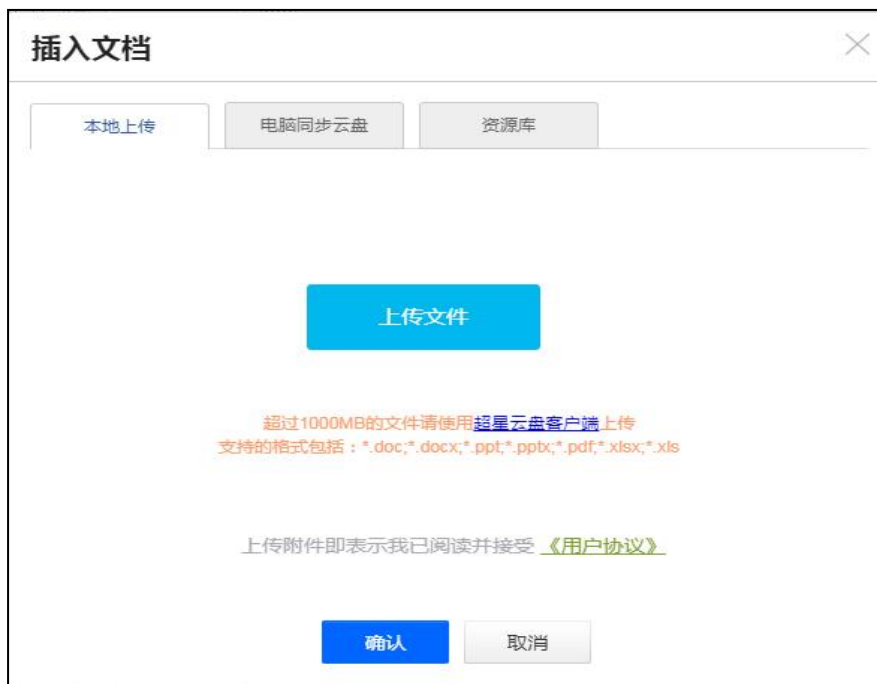 插入文档
本地上传 电脑同步云盘 资源库
上传文件
超过1000MB的文件请使用超星云盘客户端上传
支持的格式包括：*.doc;*.docx;*.ppt;*.pptx;*.pdf;*.xlsx;*.xls
上传附件即表示我已阅读并接受 《用户协议》
确认 取消